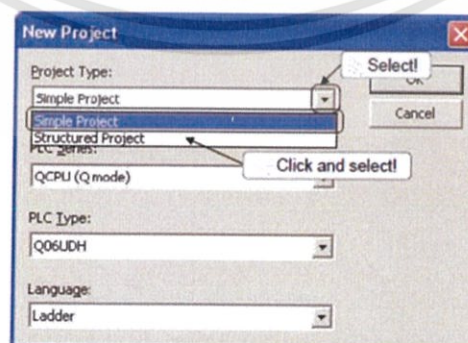 New Project
Project Type:
Select!
Simple Project
Cancel
Simple Project
Structured Project
PLC Series:
Click and select!
QCPU (Q mode)
PLC Type:
Q06UDH
Language:
Ladder